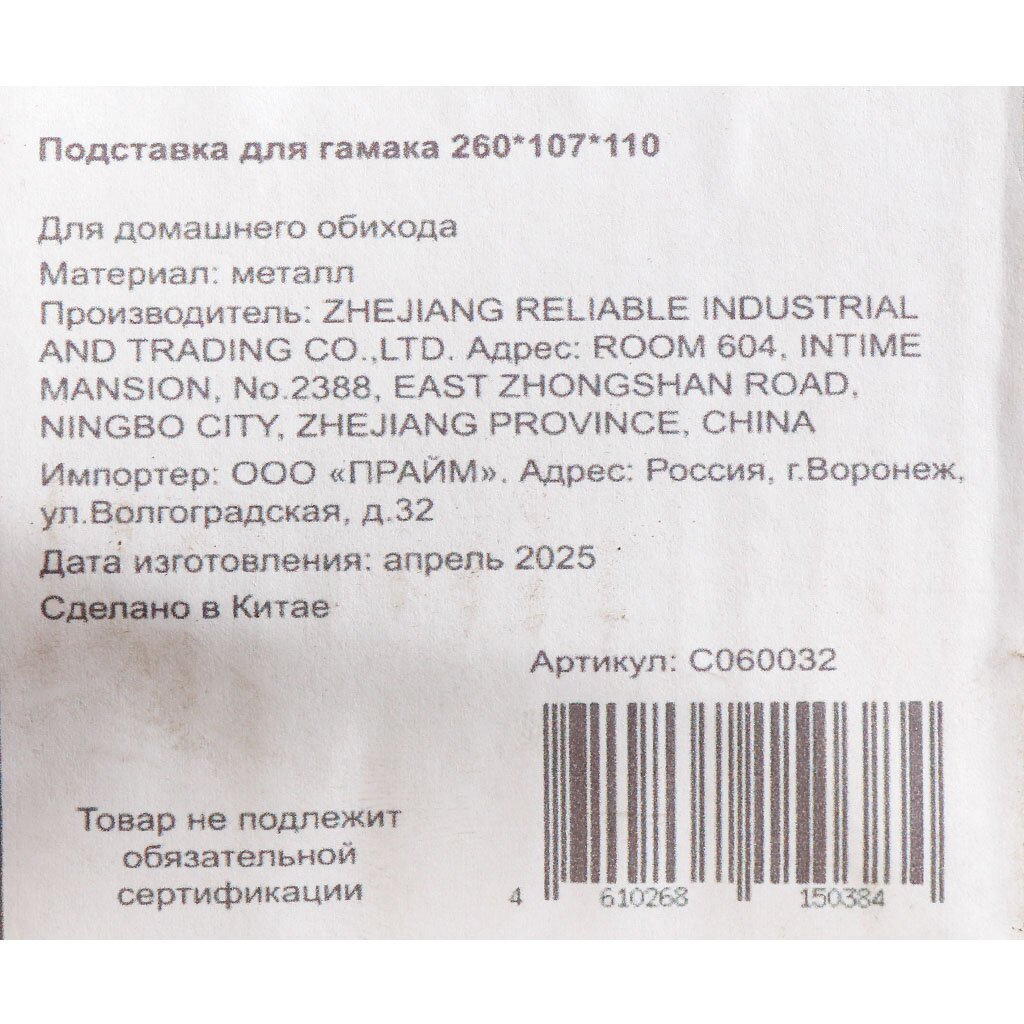 Подставка для гамака 260*107*110
Для домашнего обихода
Материал: металл
Производитель: ZHEJIANG RELIABLE INDUSTRIAL
AND TRADING CO.,LTD. Адрес: ROOM 604, INTIME
MANSION, No.2388, EAST ZHONGSHAN ROAD,
NINGBO CITY, ZHEJIANG PROVINCE, CHINA
Импортер: ООО «ПРАЙМ». Адрес: Россия, г.Воронеж,
ул.Волгоградская, д.32
Дата изготовления: апрель 2025
Сделано в Китае
Артикул: С060032
Товар не подлежит
обязательной
сертификации
4 610268 150384